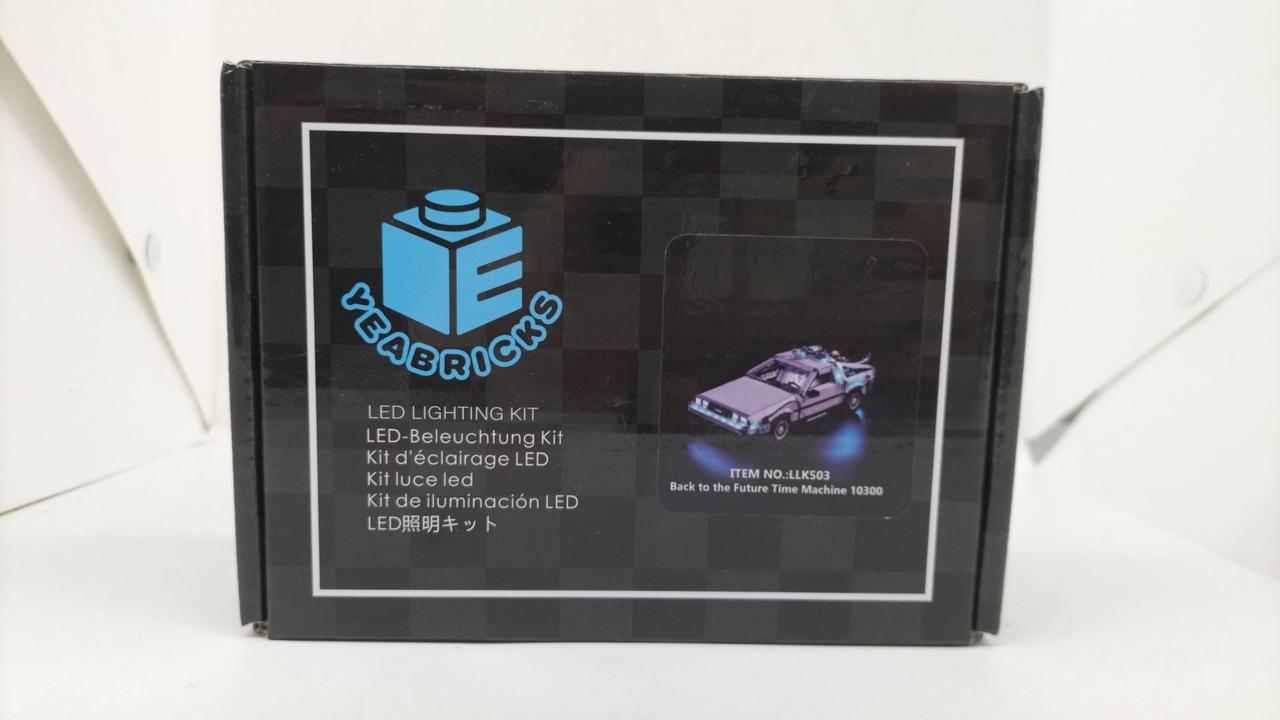 E
YEABRICKS
LED LIGHTING KIT
LED-Beleuchtung Kit
Kit d'éclairage LED
Kit luce led
Kit de iluminación LED
LED照明キット
ITEM NO.:LLK503
Back to the Future Time Machine 10300